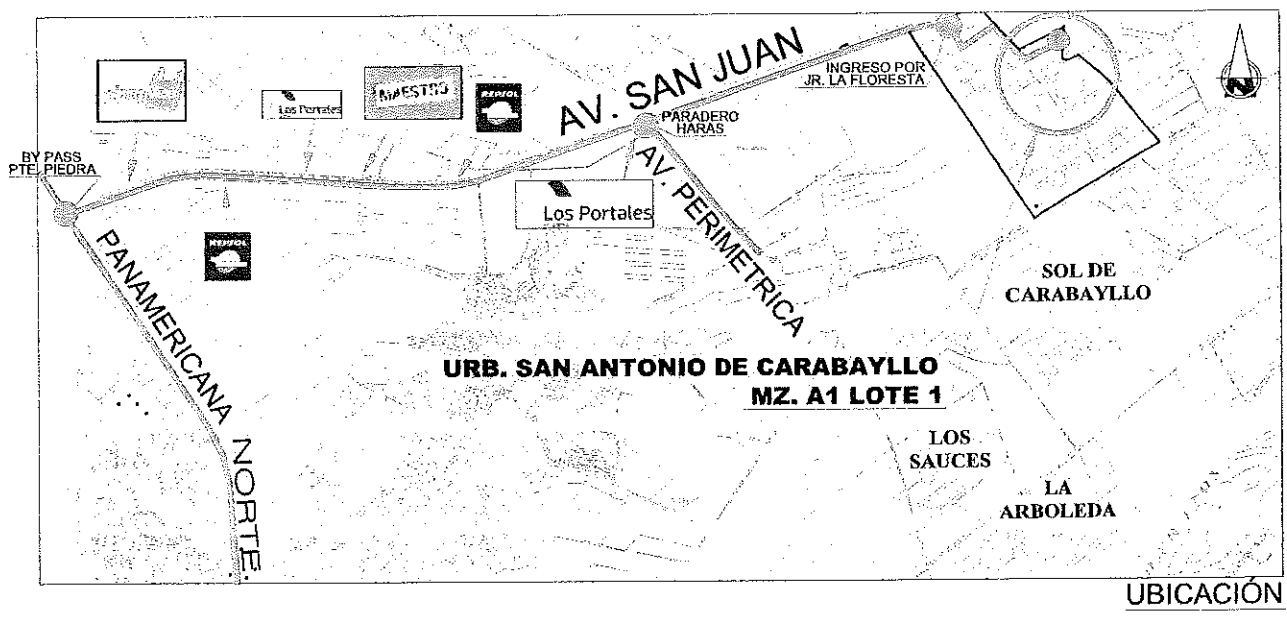 AV. SAN JUAN
INGRESO POR
JR. LA FLORESTA
N
MAESTRO
REPSOL
Los Portales
PARADERO
HARAS
BY PASS
PTE. PIEDRA
AV. PERIMETRICA
Los Portales
REPSOL
PANAMERICANA NORTE
SOL DE
CARABAYLLO
URB. SAN ANTONIO DE CARABAYLLO
MZ. A1 LOTE 1
LOS
SAUCES
LA
ARBOLEDA
UBICACIÓN